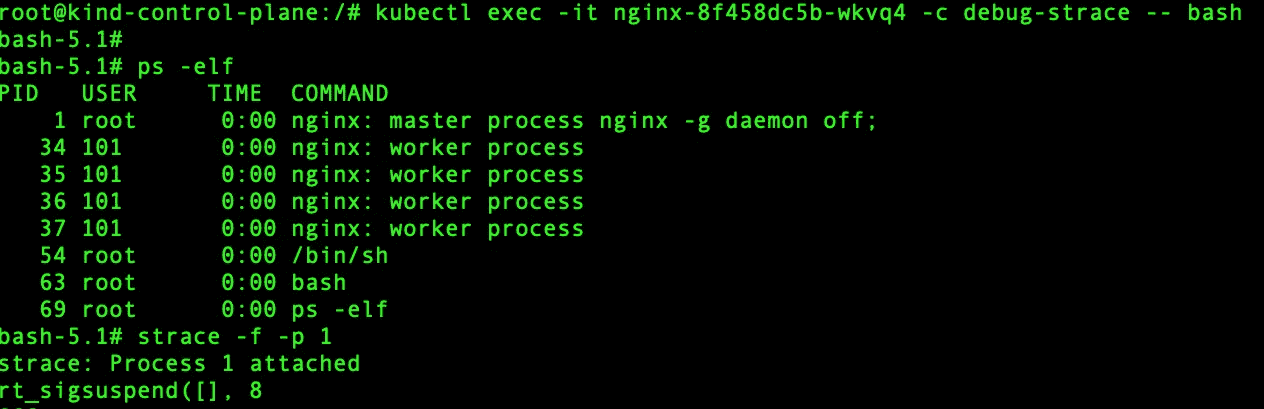 root@kind-control-plane:/# kubectl exec -it nginx-8f458dc5b-wkvq4 -c debug-strace -- bash
bash-5.1#
bash-5.1# ps -elf
PID   USER     TIME  COMMAND
    1 root      0:00 nginx: master process nginx -g daemon off;
   34 101       0:00 nginx: worker process
   35 101       0:00 nginx: worker process
   36 101       0:00 nginx: worker process
   37 101       0:00 nginx: worker process
   54 root      0:00 /bin/sh
   63 root      0:00 bash
   69 root      0:00 ps -elf
bash-5.1# strace -f -p 1
strace: Process 1 attached
rt_sigsuspend([], 8